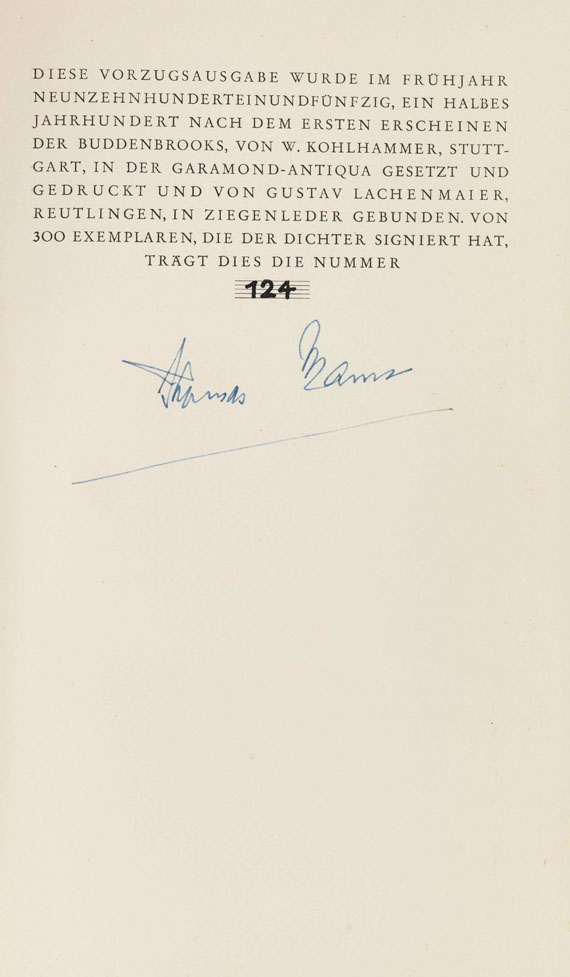 DIESE VORZUGSAUSGABE WURDE IM FRÜHJAHR
NEUNZEHNHUNDERTEINUNDFÜNFZIG, EIN HALBES
JAHRHUNDERT NACH DEM ERSTEN ERSCHEINEN
DER BUDDENBROOKS, VON W. KOHLHAMMER, STUTT-
GART, IN DER GARAMOND-ANTIQUA GESETZT UND
GEDRUCKT UND VON GUSTAV LACHENMAIER,
REUTLINGEN, IN ZIEGENLEDER GEBUNDEN. VON
300 EXEMPLAREN, DIE DER DICHTER SIGNIERT HAT,
TRÄGT DIES DIE NUMMER
124
Thomas Mann